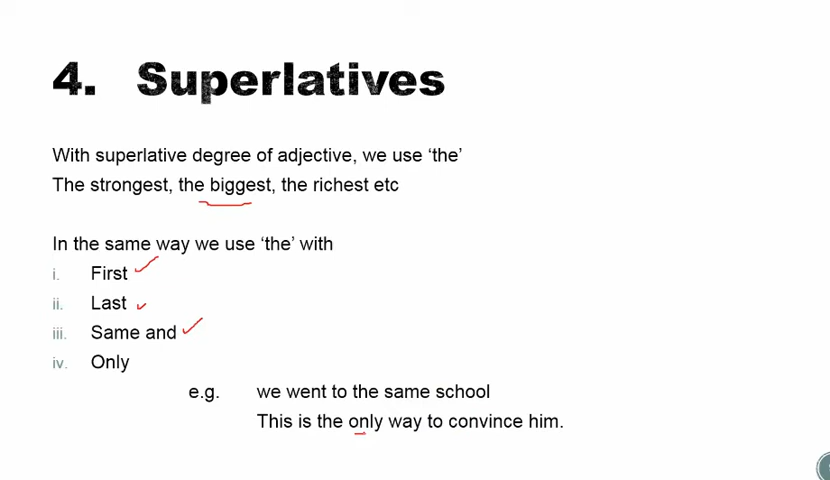 4. Superlatives
With superlative degree of adjective, we use ‘the’
The strongest, the biggest, the richest etc
In the same way we use ‘the’ with
i. First
ii. Last
iii. Same and
iv. Only
e.g. we went to the same school
This is the only way to convince him.